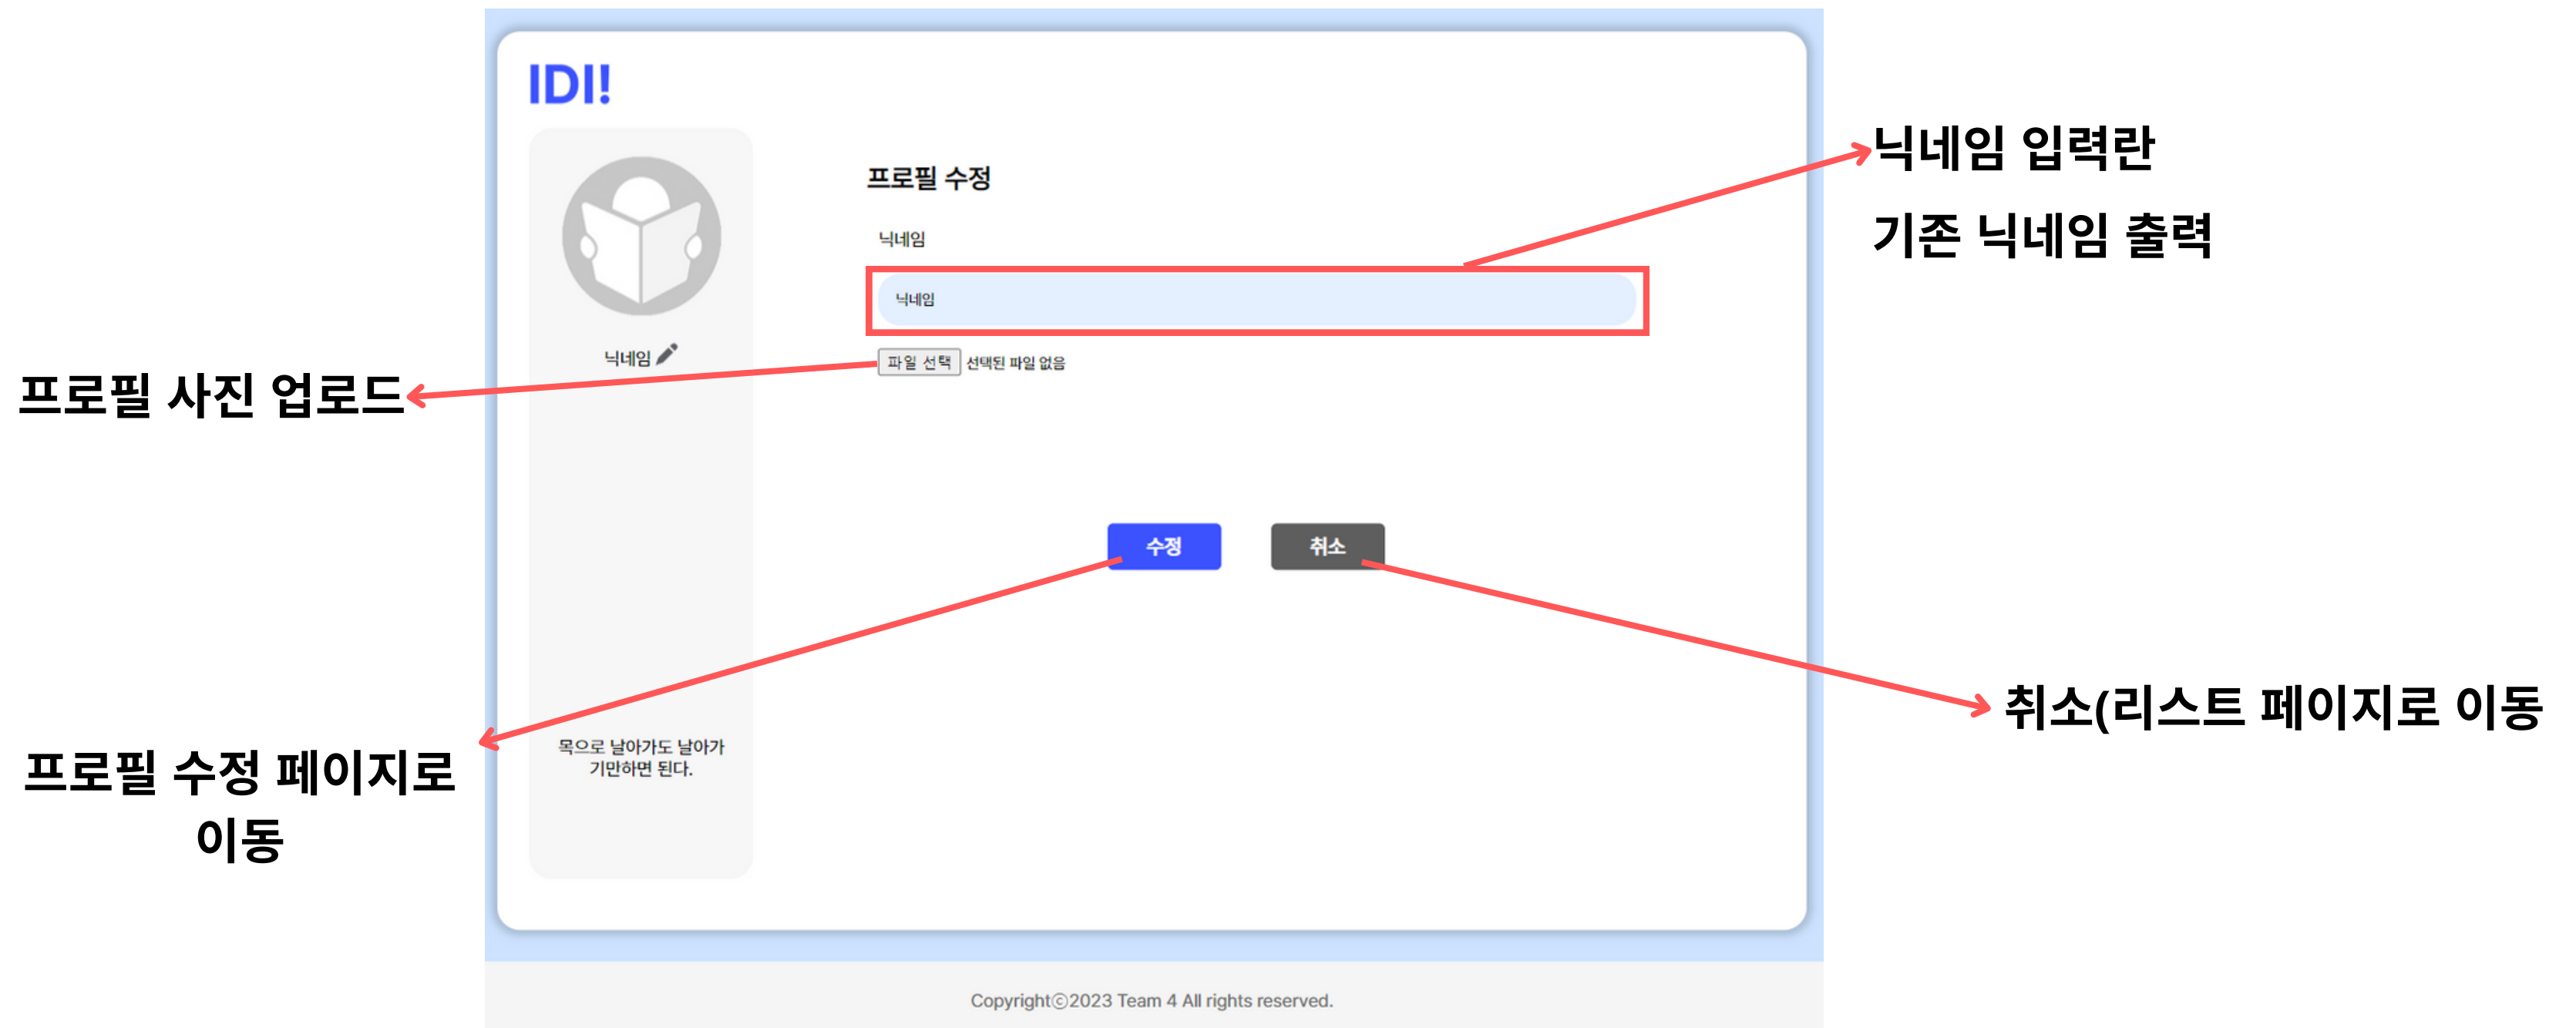 IDI!
프로필 수정
닉네임
닉네임
파일 선택 선택된 파일 없음
닉네임
수정
취소
목으로 날아가도 날아가
기만하면 된다.
Copyrightⓒ2023 Team 4 All rights reserved.
닉네임 입력란
기존 닉네임 출력
프로필 사진 업로드
프로필 수정 페이지로
이동
취소(리스트 페이지로 이동